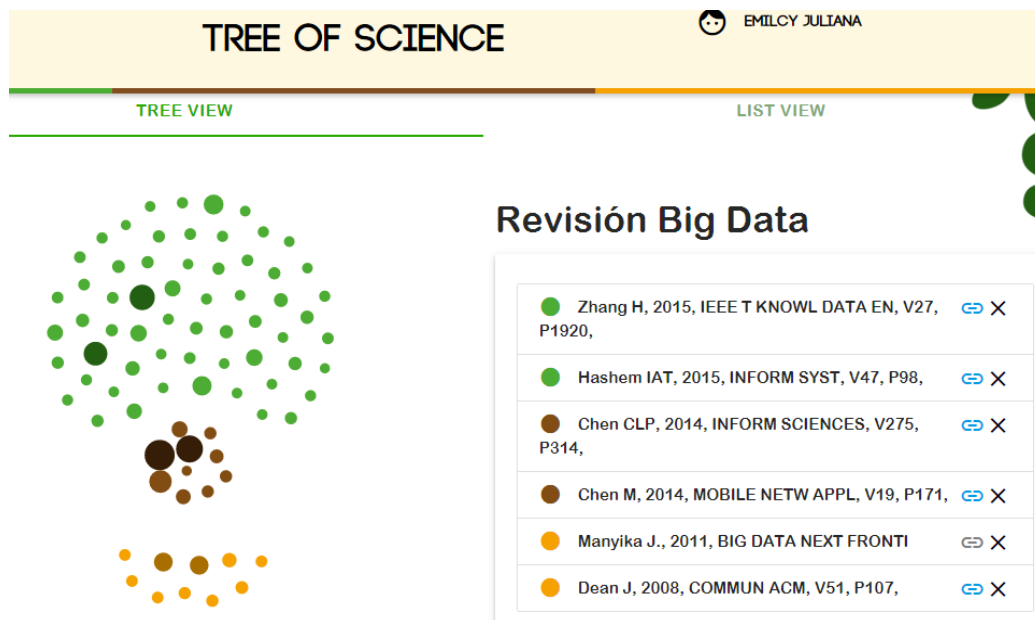 TREE OF SCIENCE
EMILCY JULIANA
TREE VIEW
LIST VIEW
Revisión Big Data
Zhang H, 2015, IEEE T KNOWL DATA EN, V27,
P1920,
Hashem IAT, 2015, INFORM SYST, V47, P98,
Chen CLP, 2014, INFORM SCIENCES, V275,
P314,
Chen M, 2014, MOBILE NETW APPL, V19, P171,
Manyika J., 2011, BIG DATA NEXT FRONTI
Dean J, 2008, COMMUN ACM, V51, P107,